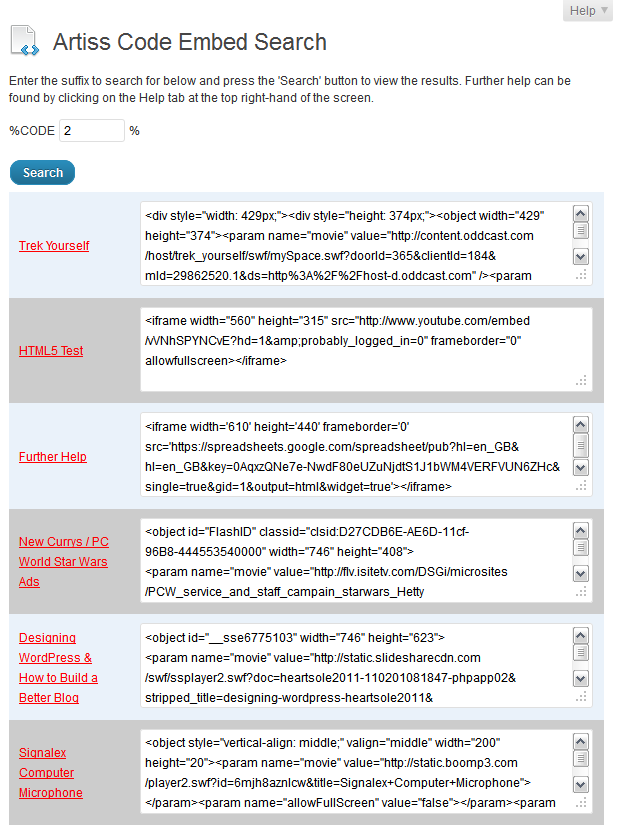 Help
Artiss Code Embed Search
Enter the suffix to search for below and press the 'Search' button to view the results. Further help can be
found by clicking on the Help tab at the top right-hand of the screen.
%CODE 2 %
Search
Trek Yourself
<div style="width: 429px;"><div style="height: 374px;"><object width="429"
height="374"><param name="movie" value="http://content.oddcast.com
/host/trek_yourself/swf/mySpace.swf?doorId=365&clientId=184&
mId=29862520.1&ds=http%3A%2F%2Fhost-d.oddcast.com" /><param
HTML5 Test
<iframe width="560" height="315" src="http://www.youtube.com/embed
/vVNhSPYNCvE?hd=1&amp;probably_logged_in=0" frameborder="0"
allowfullscreen></iframe>
Further Help
<iframe width='610' height='440' frameborder='0'
src='https://spreadsheets.google.com/spreadsheet/pub?hl=en_GB&
hl=en_GB&key=0AqxzQNe7e-NwdF80eUZuNjdtS1J1bWM4VERFVUN6ZHc&
single=true&gid=1&output=html&widget=true'></iframe>
New Currys / PC
World Star Wars
Ads
<object id="FlashID" classid="clsid:D27CDB6E-AE6D-11cf-
96B8-444553540000" width="746" height="408">
<param name="movie" value="http://flv.isitetv.com/DSGi/microsites
/PCW_service_and_staff_campain_starwars_Hetty
Designing
WordPress &
How to Build a
Better Blog
<object id="__sse6775103" width="746" height="623">
<param name="movie" value="http://static.slidesharecdn.com
/swf/ssplayer2.swf?doc=heartsole2011-110201081847-phpapp02&
stripped_title=designing-wordpress-heartsole2011&
Signalex
Computer
Microphone
<object style="vertical-align: middle;" valign="middle" width="200"
height="20"><param name="movie" value="http://static.boomp3.com
/player2.swf?id=6mjh8aznlcw&title=Signalex+Computer+Microphone">
</param><param name="allowFullScreen" value="false"></param><param